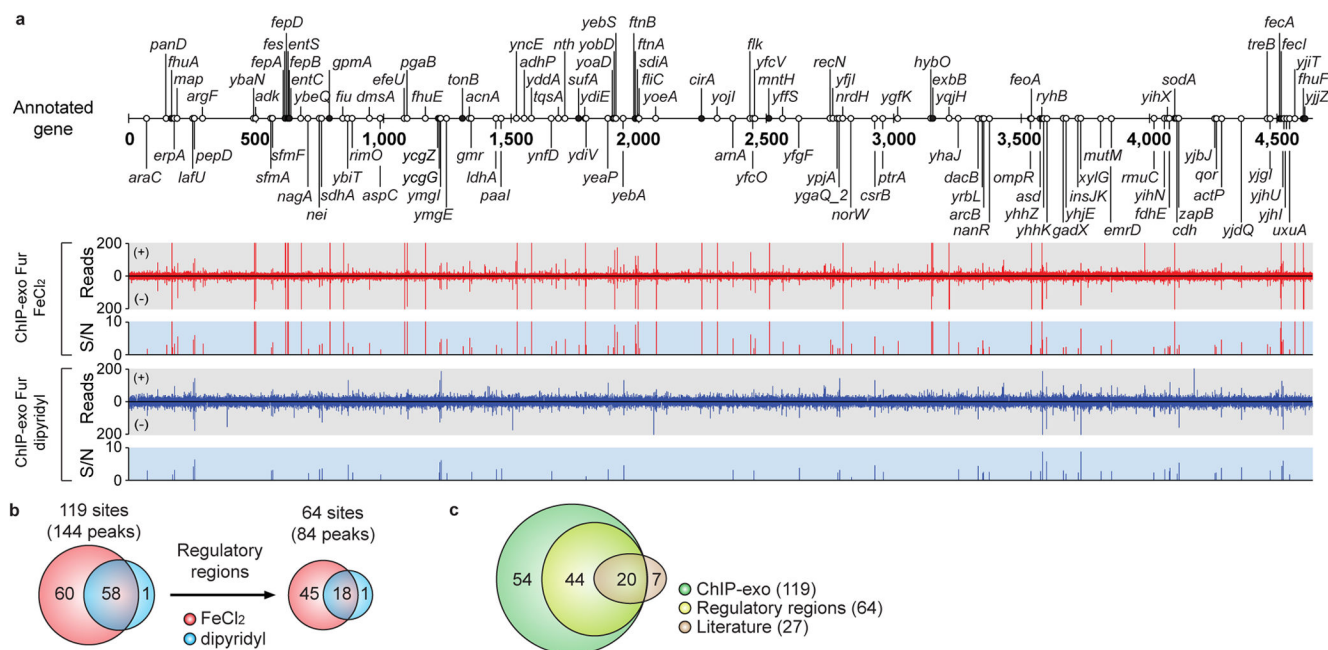 a
fepD
yebS ftnB
fecA
panD
fes entS
yncE nth yobD ftnA
flk
recN
hybO
treB fecI
fhuA
fepA fepB gpmA pgaB
adhP yoaD sdiA
yfcV
yfjI
exbB
feoA
sodA
yjiT
map
ybaN entC efeU tonB
yddA sufA fliC cirA mntH
nrdH
yqjH
ryhB
yihX
fhuF
argF
adk ybeQ fiu dmsA fhuE acnA tqsA ydiE yoeA yojI yffS
ygfK
yjjZ
Annotated
gene
0 500 1,000 1,500 2,000 2,500 3,000 3,500 4,000 4,500
erpA pepD sfmF rimO ycgZ gmr ynfD ydiV arnA yfgF yhaJ ompR mutM rmuC yjbJ yjgI
araC lafU sfmA ybiT aspC ycgG ldhA yeaP yebA yfcO ypjA ptrA dacB asd xylG yihN qor yjhU
nagA sdhA ymgI paaI ygaQ_2 csrB yrbL yhhZ insJK fdhE actP yjhI
nei ymgE norW arcB yhhK yhjE zapB yjdQ uxuA
nanR gadX emrD cdh
ChIP-exo Fur
FeCl2
Reads
200
(+)
0
(-)
200
S/N
10
0
ChIP-exo Fur
dipyridyl
Reads
200
(+)
0
(-)
200
S/N
10
0
b
119 sites
(144 peaks)
60 58 1
Regulatory
regions
FeCl2
dipyridyl
64 sites
(84 peaks)
45 18 1
c
54 44 20 7
ChIP-exo (119)
Regulatory regions (64)
Literature (27)